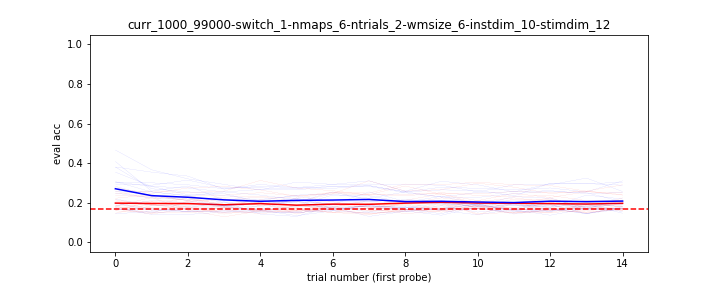 curr_1000_99000-switch_1-nmaps_6-ntrials_2-wmsize_6-instdim_10-stimdim_12
eval acc
1.0
0.8
0.6
0.4
0.2
0.0
0 2 4 6 8 10 12 14
trial number (first probe)